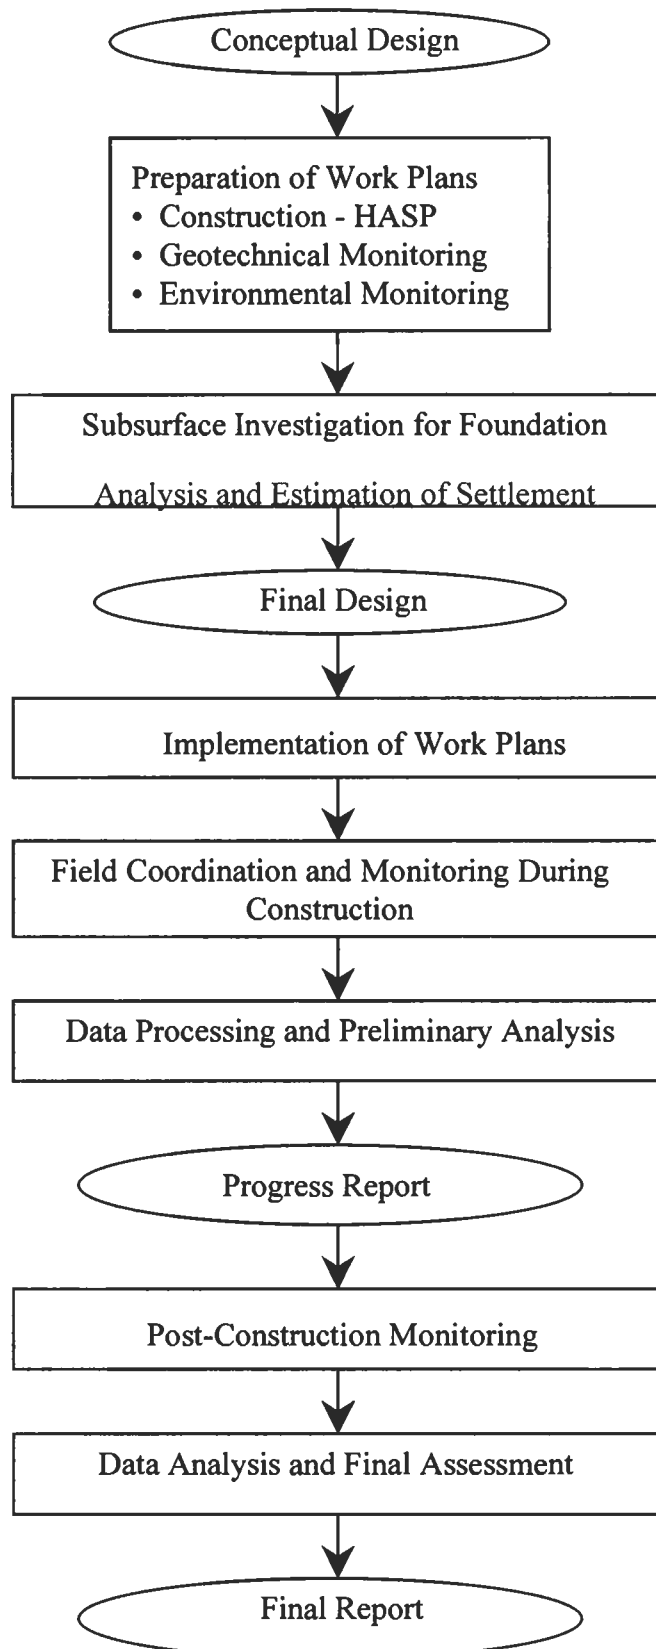 Conceptual Design
Preparation of Work Plans
• Construction - HASP
• Geotechnical Monitoring
• Environmental Monitoring
Subsurface Investigation for Foundation
Analysis and Estimation of Settlement
Final Design
Implementation of Work Plans
Field Coordination and Monitoring During
Construction
Data Processing and Preliminary Analysis
Progress Report
Post-Construction Monitoring
Data Analysis and Final Assessment
Final Report